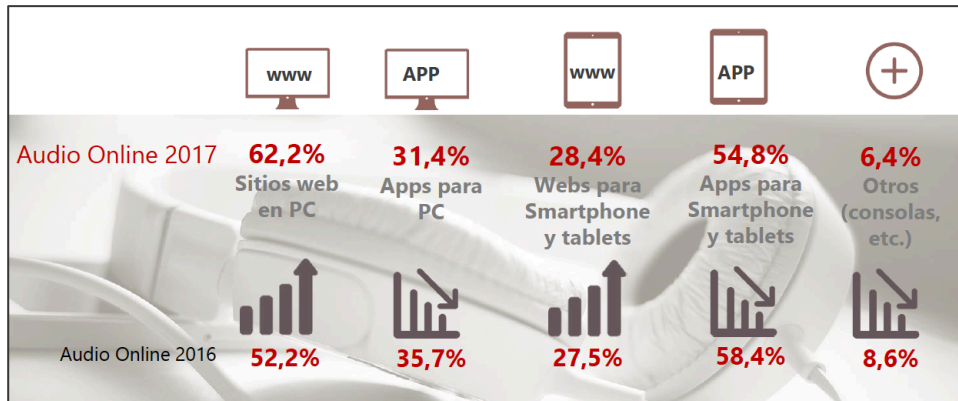 www
APP
www
APP
Audio Online 2017
62,2%
31,4%
28,4%
54,8%
6,4%
Sitios web
en PC
Apps para
PC
Webs para
Smartphone
y tablets
Apps para
Smartphone
y tablets
Otros
(consolas,
etc.)
Audio Online 2016
52,2%
35,7%
27,5%
58,4%
8,6%